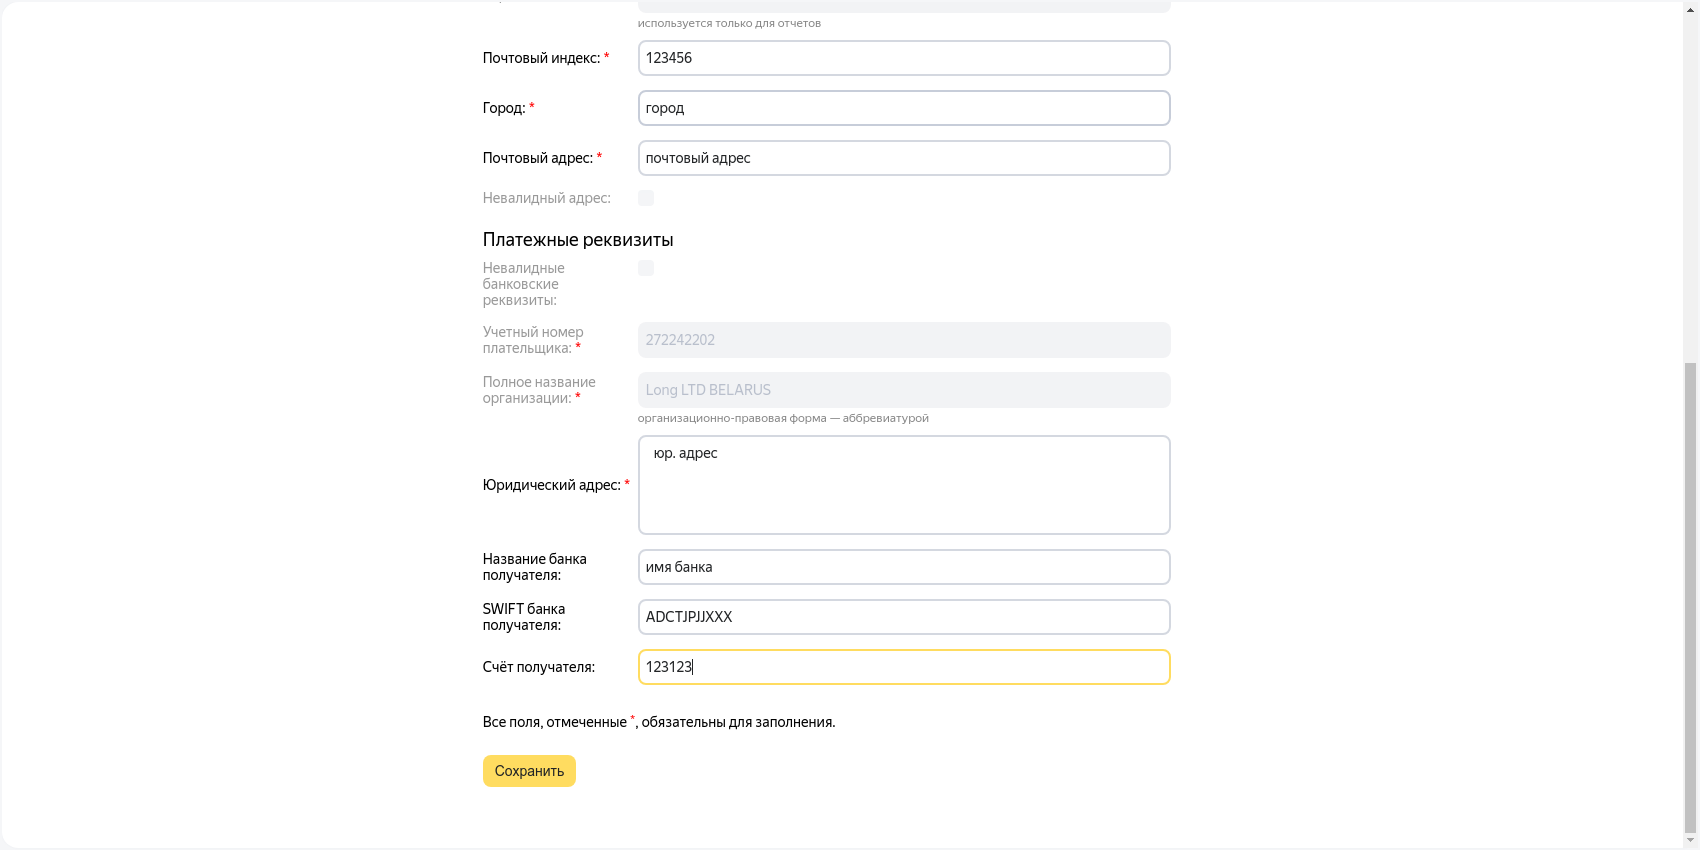 используется только для отчетов
Почтовый индекс: *
123456
Город: *
город
Почтовый адрес: *
почтовый адрес
Невалидный адрес:
Платежные реквизиты
Невалидные
банковские
реквизиты:
Учетный номер
плательщика: *
272242202
Полное название
организации: *
Long LTD BELARUS
организационно-правовая форма — аббревиатурой
Юридический адрес: *
юр. адрес
Название банка
получателя:
имя банка
SWIFT банка
получателя:
ADCTJPJJXXX
Счёт получателя:
123123
Все поля, отмеченные *, обязательны для заполнения.
Сохранить